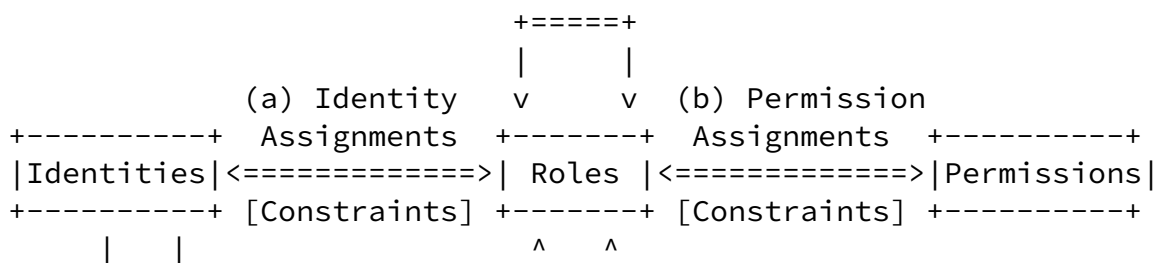 +=====+
                                |     |
              (a) Identity      v     v  (b) Permission
+----------+   Assignments   +-------+   Assignments   +----------+
|Identities|<=============>| Roles |<=============>|Permissions|
+----------+  [Constraints]  +-------+  [Constraints]  +----------+
     |   |                      ^   ^